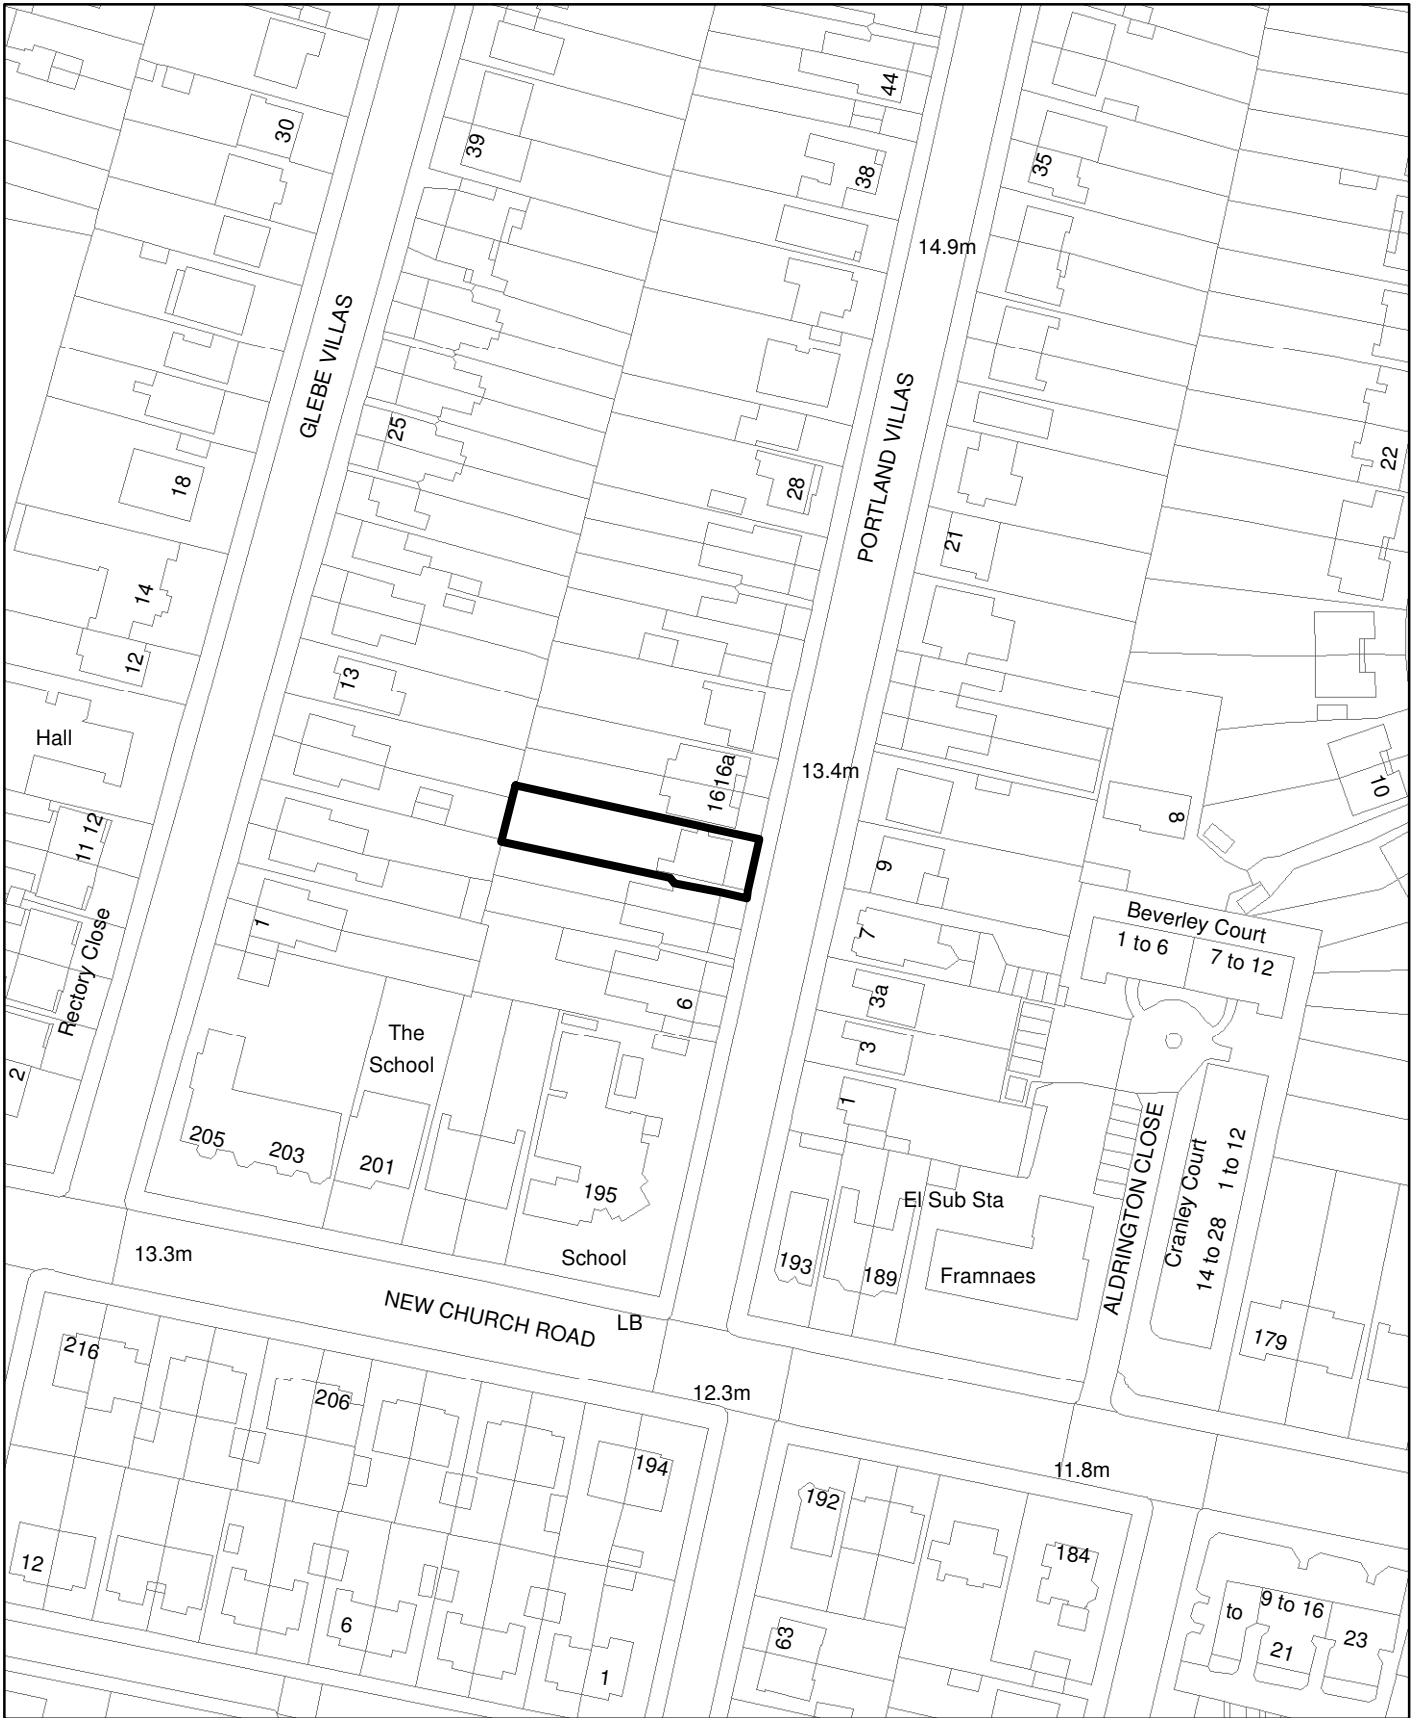 44
30
39
38
35
14.9m
GLEBE VILLAS
PORTLAND VILLAS
25
22
18
28
21
14
12
13
Hall
16a
16
13.4m
10
8
11 12
9
Rectory Close
1
7
Beverley Court
1 to 6
7 to 12
6
3a
The
School
3
2
1
205
203
201
195
ALDRINGTON CLOSE
Cranley Court
1 to 12
14 to 28
El Sub Sta
13.3m
School
193
189
Framnaes
NEW CHURCH ROAD
LB
179
216
206
12.3m
194
11.8m
192
184
12
6
1
63
to
9 to 16
21
23